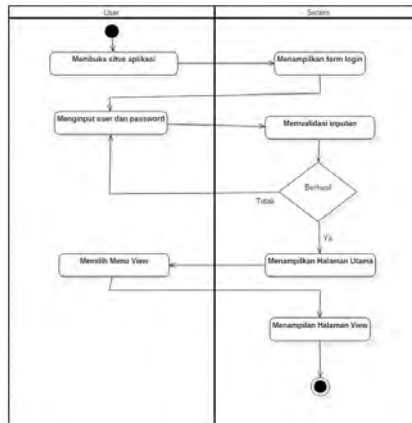 User
Sistem
Membuka situs aplikasi
Menampilkan form login
Menginput user dan password
Memvalidasi inputan
Berhasil
Tidak
Ya
Menampilkan Halaman Utama
Memilih Menu View
Menampilan Halaman View